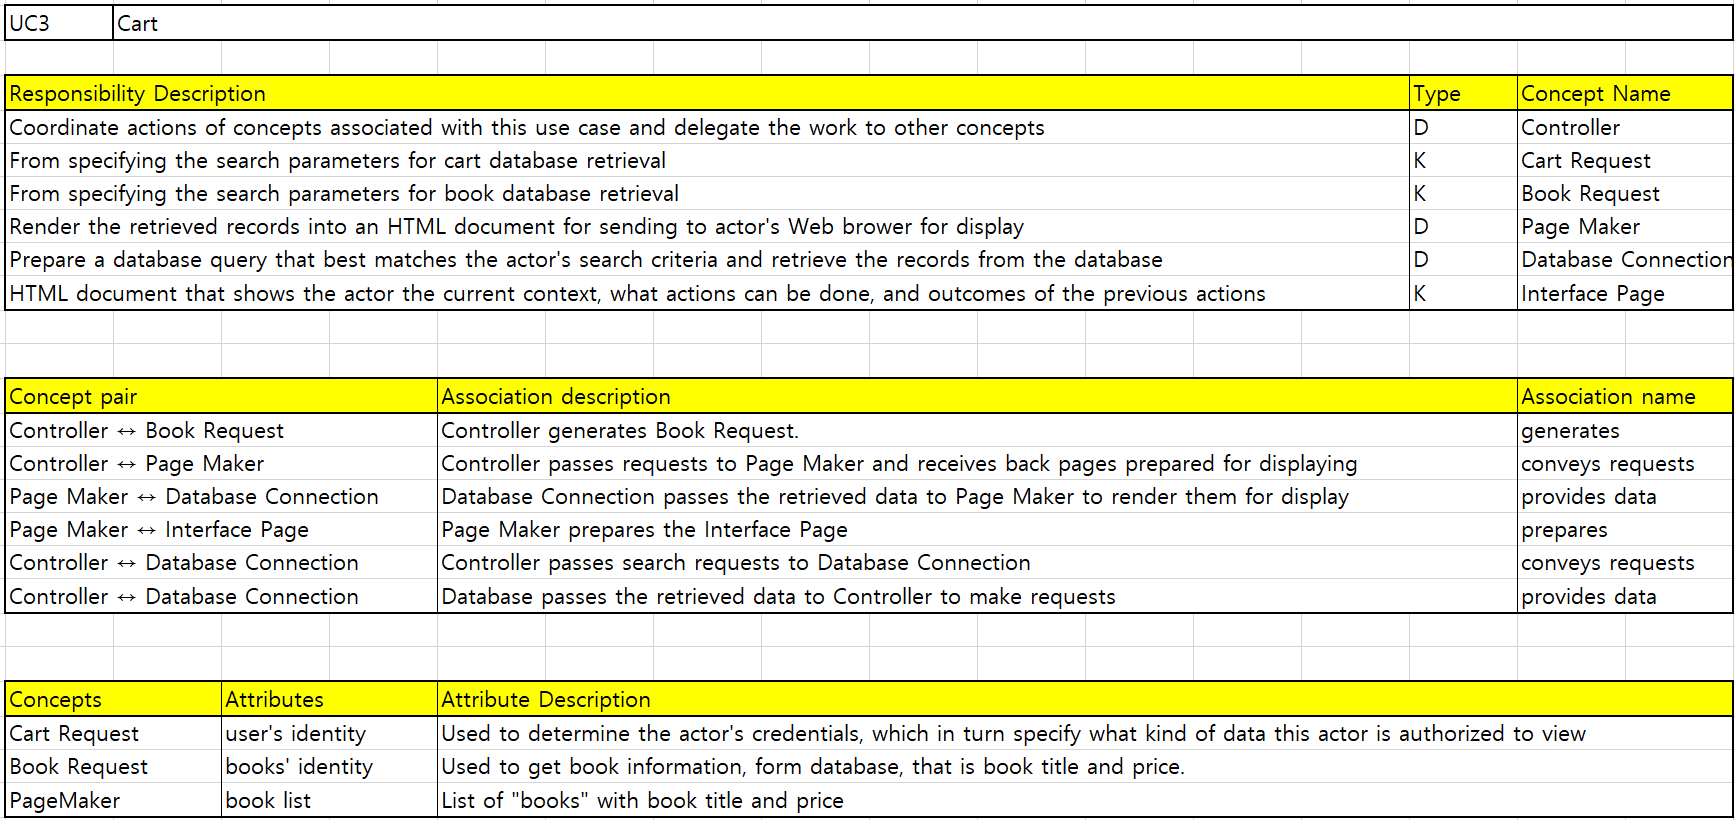 UC3 Cart
Responsibility Description Type Concept Name
Coordinate actions of concepts associated with this use case and delegate the work to other concepts D Controller
From specifying the search parameters for cart database retrieval K Cart Request
From specifying the search parameters for book database retrieval K Book Request
Render the retrieved records into an HTML document for sending to actor's Web brower for display D Page Maker
Prepare a database query that best matches the actor's search criteria and retrieve the records from the database D Database Connection
HTML document that shows the actor the current context, what actions can be done, and outcomes of the previous actions K Interface Page
Concept pair Association description Association name
Controller ↔ Book Request Controller generates Book Request. generates
Controller ↔ Page Maker Controller passes requests to Page Maker and receives back pages prepared for displaying conveys requests
Page Maker ↔ Database Connection Database Connection passes the retrieved data to Page Maker to render them for display provides data
Page Maker ↔ Interface Page Page Maker prepares the Interface Page prepares
Controller ↔ Database Connection Controller passes search requests to Database Connection conveys requests
Controller ↔ Database Connection Database passes the retrieved data to Controller to make requests provides data
Concepts Attributes Attribute Description
Cart Request user's identity Used to determine the actor's credentials, which in turn specify what kind of data this actor is authorized to view
Book Request books' identity Used to get book information, form database, that is book title and price.
PageMaker book list List of "books" with book title and price